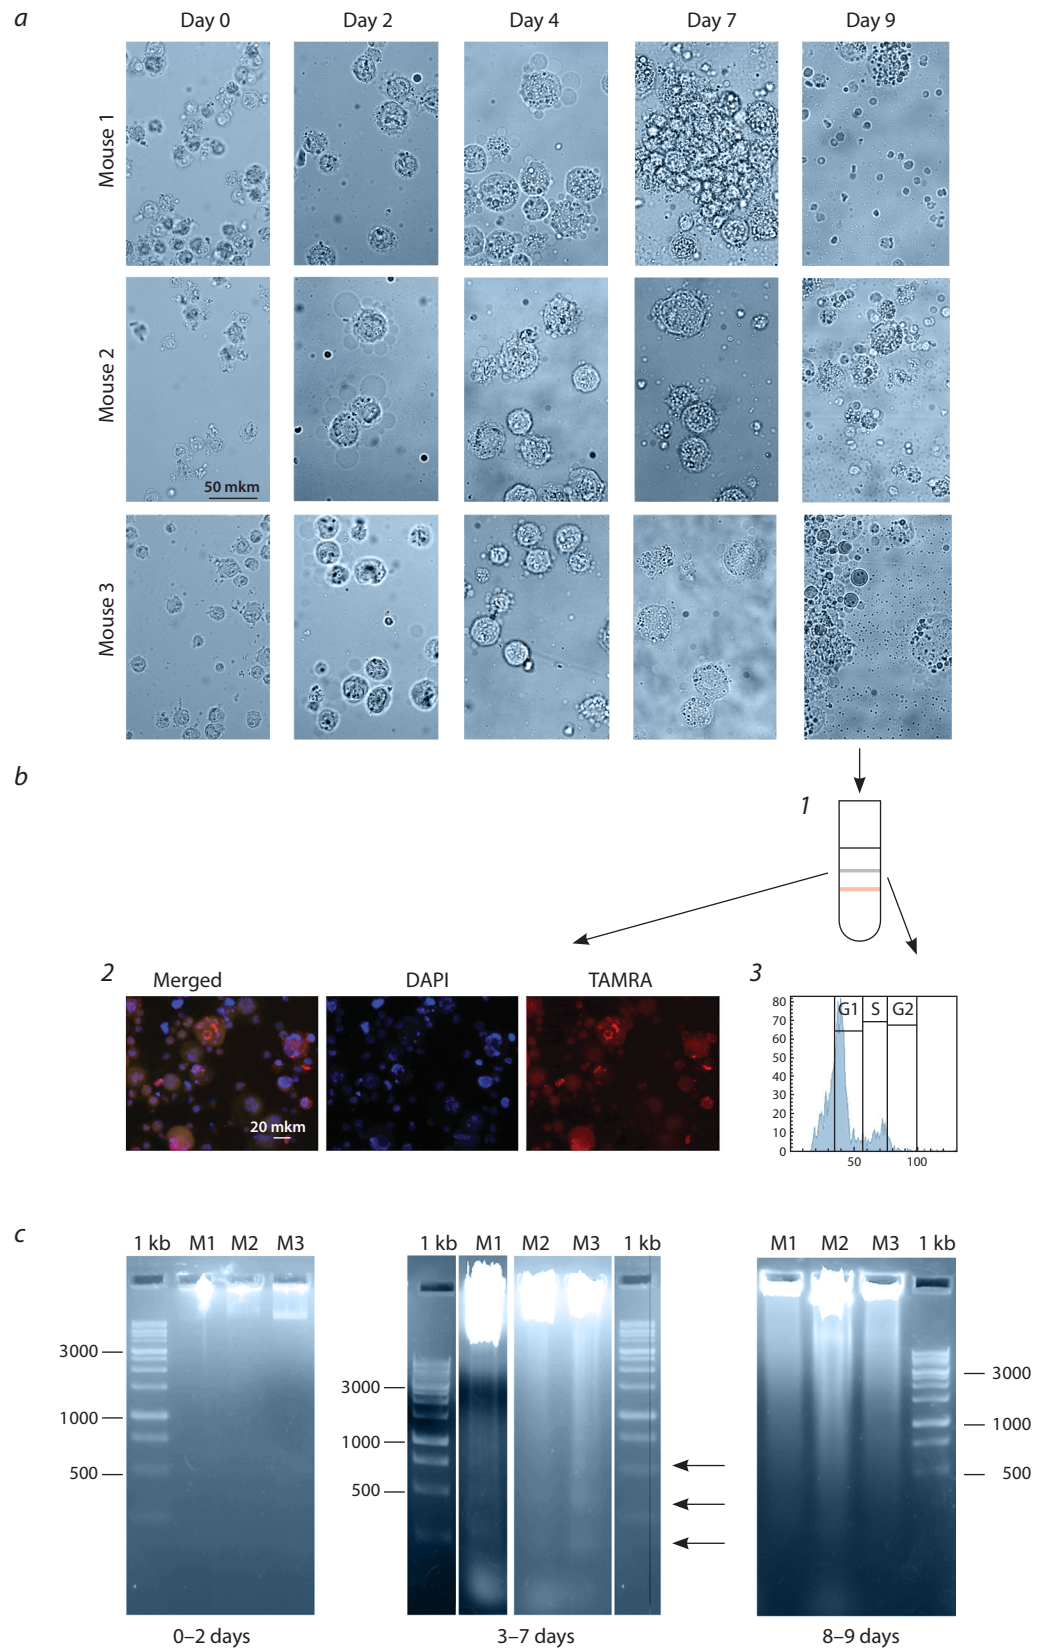 a
Day 0 Day 2 Day 4 Day 7 Day 9
Mouse 1
Mouse 2
50 mkm
Mouse 3
b
1
2
Merged DAPI TAMRA
20 mkm
3
80
70
60
50
40
30
20
10
0
G1 S G2
50 100
c
1 kb M1 M2 M3
3000
1000
500
0–2 days
1 kb M1 M2 M3 1 kb
3000
1000
500
3–7 days
M1 M2 M3 1 kb
3000
1000
500
8–9 days